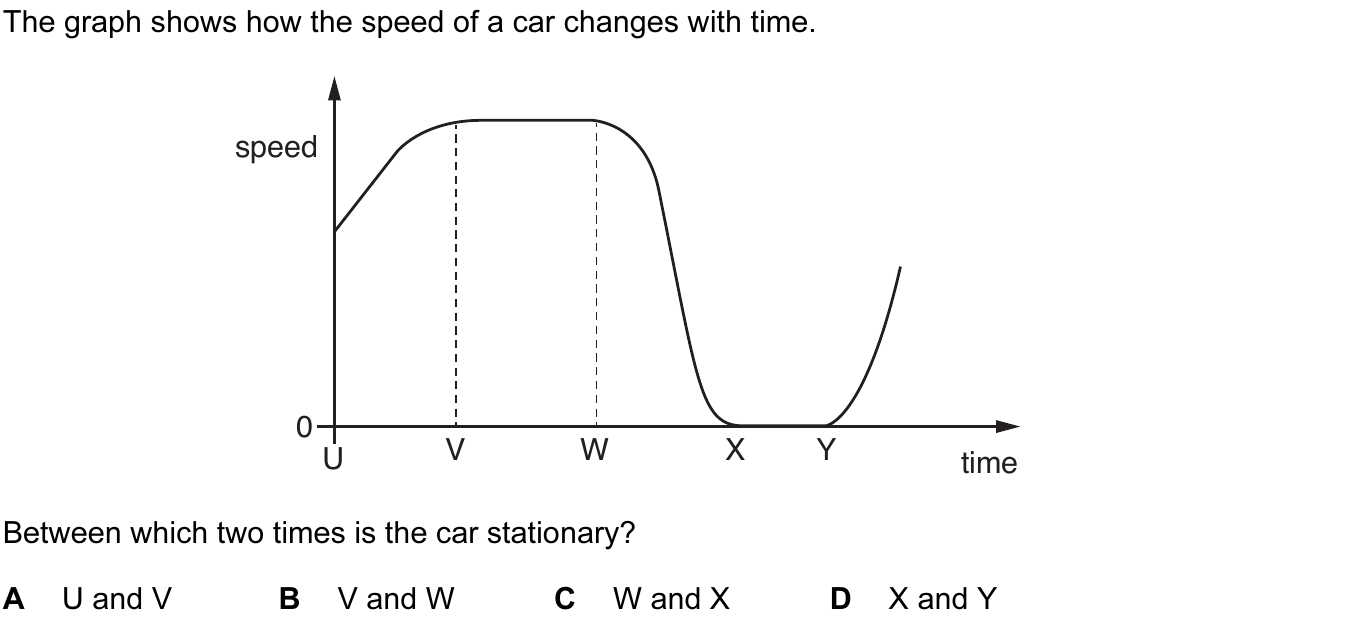 The graph shows how the speed of a car changes with time.
speed
0
U
V
W
X
Y
time
Between which two times is the car stationary?
A U and V B V and W C W and X D X and Y